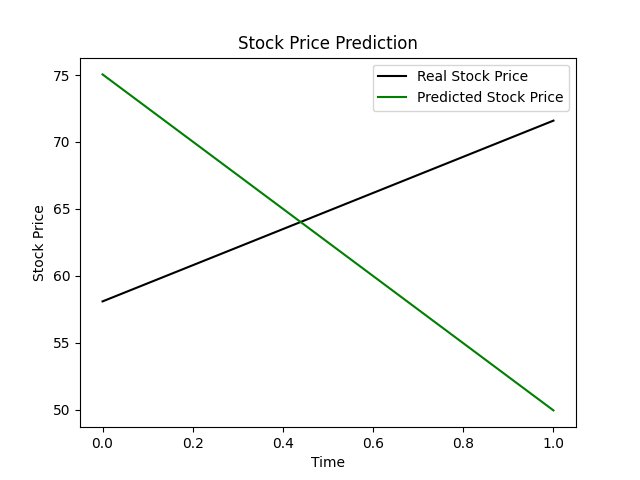 Stock Price Prediction
Real Stock Price
Predicted Stock Price
Stock Price
75
70
65
60
55
50
0.0 0.2 0.4 0.6 0.8 1.0
Time